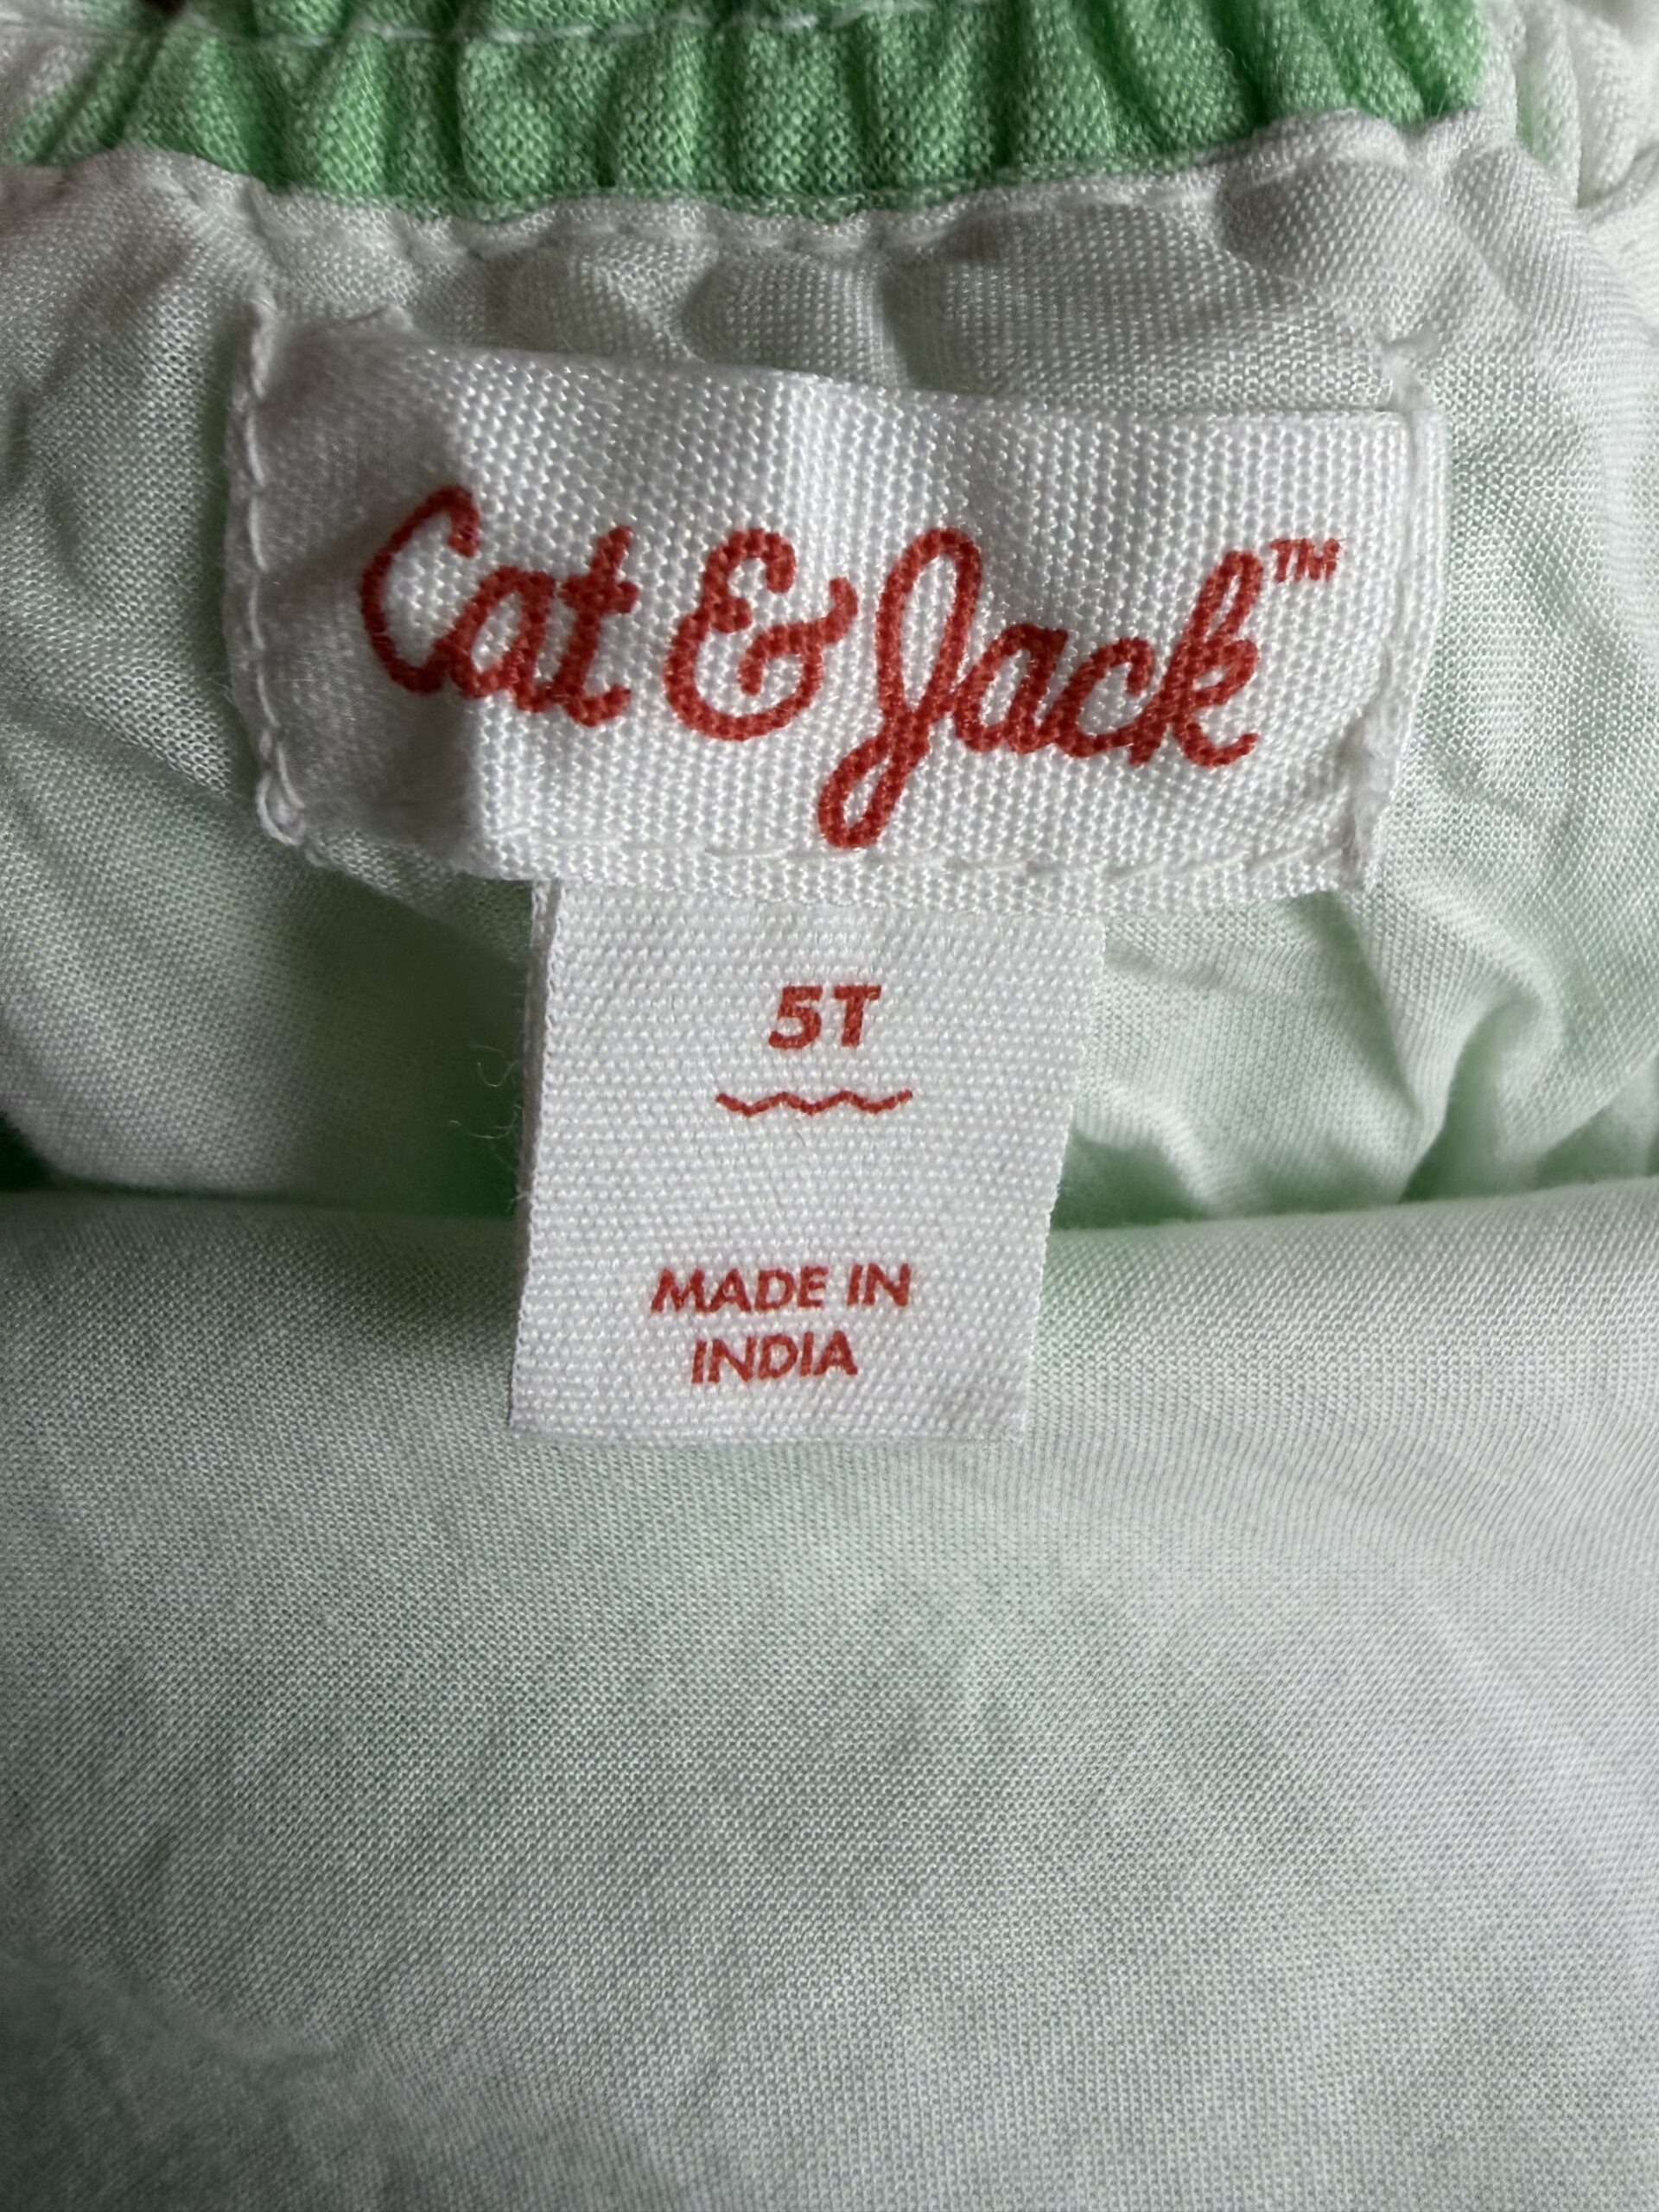 Cat & Jack™
5T
MADE IN
INDIA